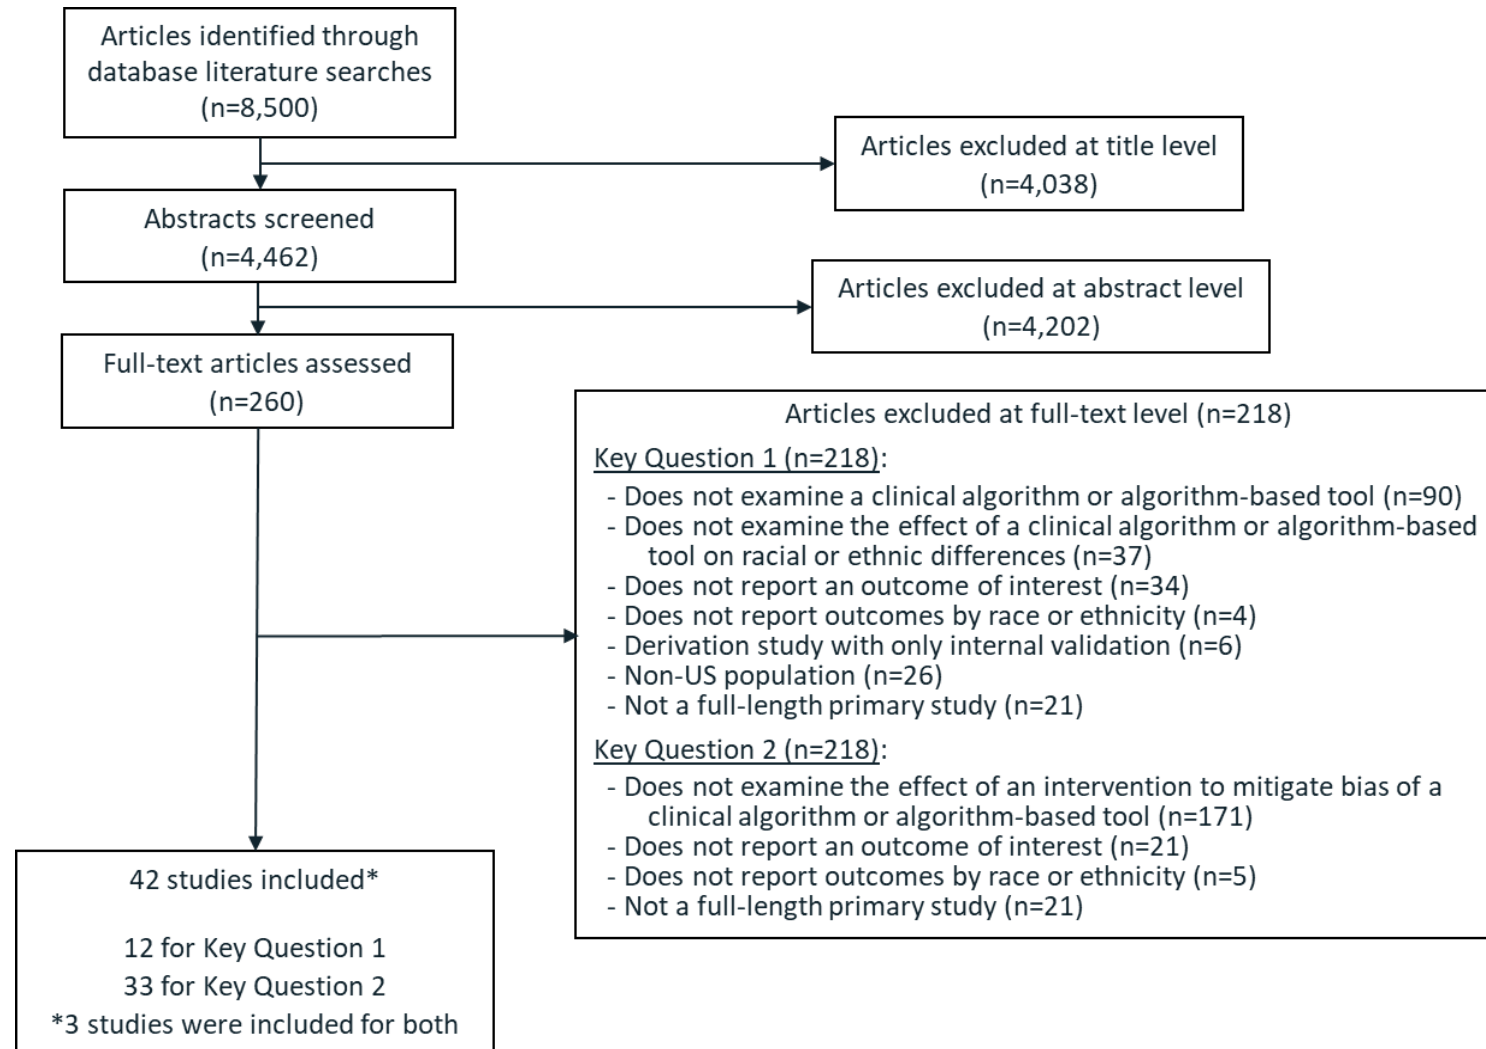 Articles identified through
database literature searches
(n=8,500)
Articles excluded at title level
(n=4,038)
Abstracts screened
(n=4,462)
Articles excluded at abstract level
(n=4,202)
Full-text articles assessed
(n=260)
Articles excluded at full-text level (n=218)
Key Question 1 (n=218):
- Does not examine a clinical algorithm or algorithm-based tool (n=90)
- Does not examine the effect of a clinical algorithm or algorithm-based
tool on racial or ethnic differences (n=37)
- Does not report an outcome of interest (n=34)
- Does not report outcomes by race or ethnicity (n=4)
- Derivation study with only internal validation (n=6)
- Non-US population (n=26)
- Not a full-length primary study (n=21)
Key Question 2 (n=218):
- Does not examine the effect of an intervention to mitigate bias of a
clinical algorithm or algorithm-based tool (n=171)
- Does not report an outcome of interest (n=21)
- Does not report outcomes by race or ethnicity (n=5)
- Not a full-length primary study (n=21)
42 studies included*
12 for Key Question 1
33 for Key Question 2
*3 studies were included for both